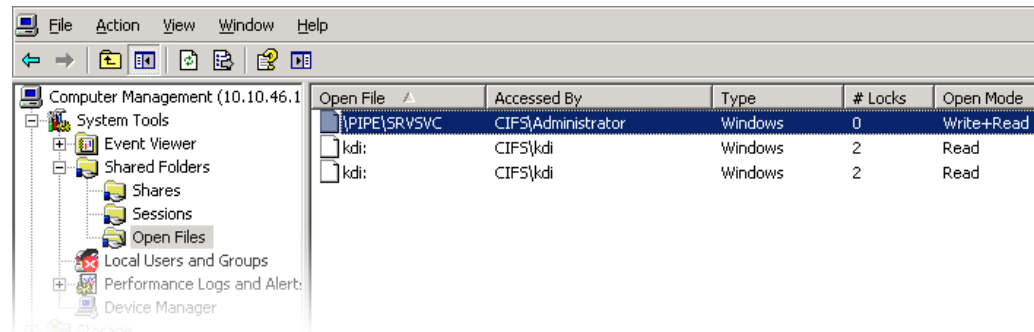 File Action View Window Help
Computer Management (10.10.46.1
System Tools
Event Viewer
Shared Folders
Shares
Sessions
Open Files
Local Users and Groups
Performance Logs and Alerts
Device Manager
Storage
Open File Accessed By Type # Locks Open Mode
\PIPE\SRVSVC CIFS\Administrator Windows 0 Write+Read
kdi: CIFS\kdi Windows 2 Read
kdi: CIFS\kdi Windows 2 Read